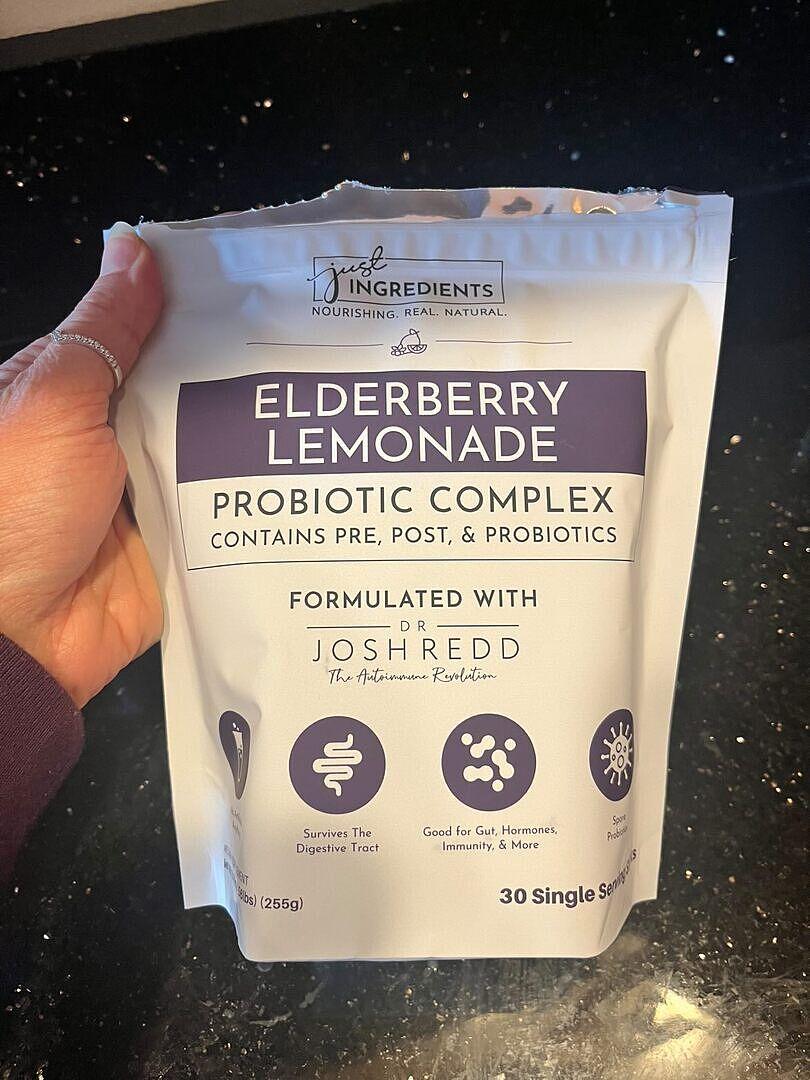 just
INGREDIENTS
NOURISHING. REAL. NATURAL.
ELDERBERRY
LEMONADE
PROBIOTIC COMPLEX
CONTAINS PRE, POST, & PROBIOTICS
FORMULATED WITH
DR
JOSH REDD
The Autoimmune Revolution
Survives The
Digestive Tract
Good for Gut, Hormones,
Immunity, & More
Spore
(255g)
30 Single